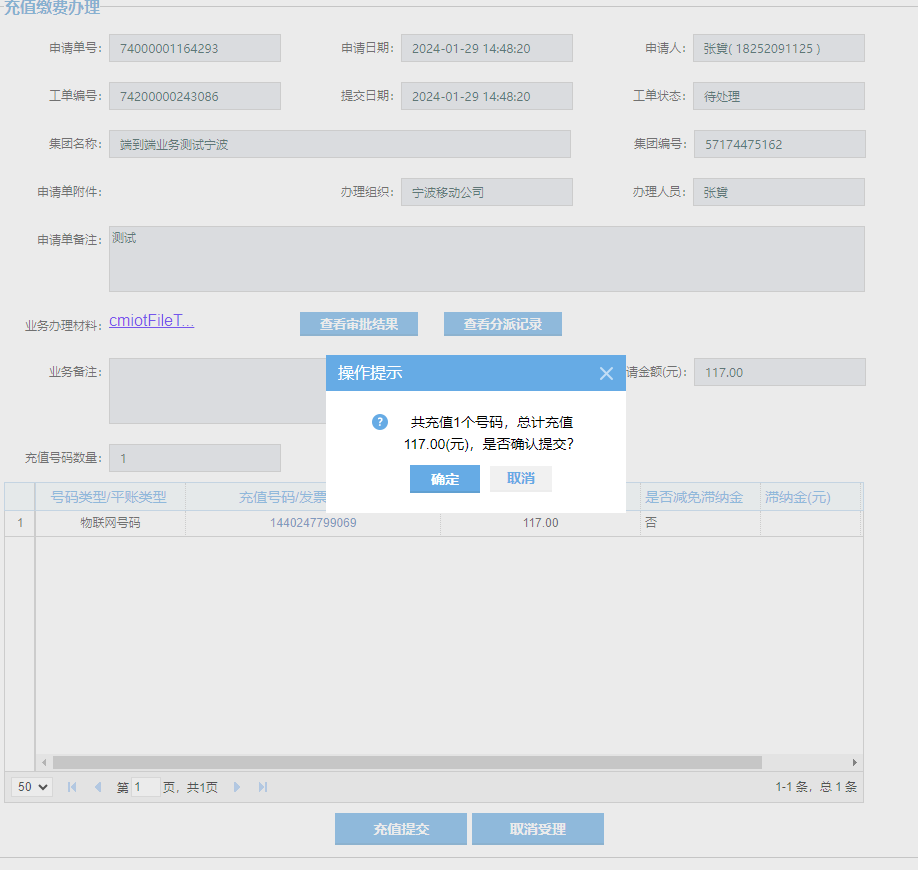 充值缴费办理
申请单号： 74000001164293 申请日期： 2024-01-29 14:48:20 申请人： 张簧( 18252091125 )
工单编号： 74200000243086 提交日期： 2024-01-29 14:48:20 工单状态： 待处理
集团名称： 端到端业务测试宁波 集团编号： 57174475162
申请单附件： 办理组织： 宁波移动公司 办理人员： 张簧
申请单备注： 测试
业务办理材料： cmiotFileT... 查看审批结果 查看分派记录
业务备注： 请金额(元)： 117.00
操作提示
共充值1个号码，总计充值
117.00(元)，是否确认提交?
确定 取消
充值号码数量： 1
号码类型/平账类型 充值号码/发票 是否减免滞纳金 滞纳金(元)
1 物联网号码 1440247799069 117.00 否
50 第 1 页，共1页 1-1 条，总 1 条
充值提交 取消受理